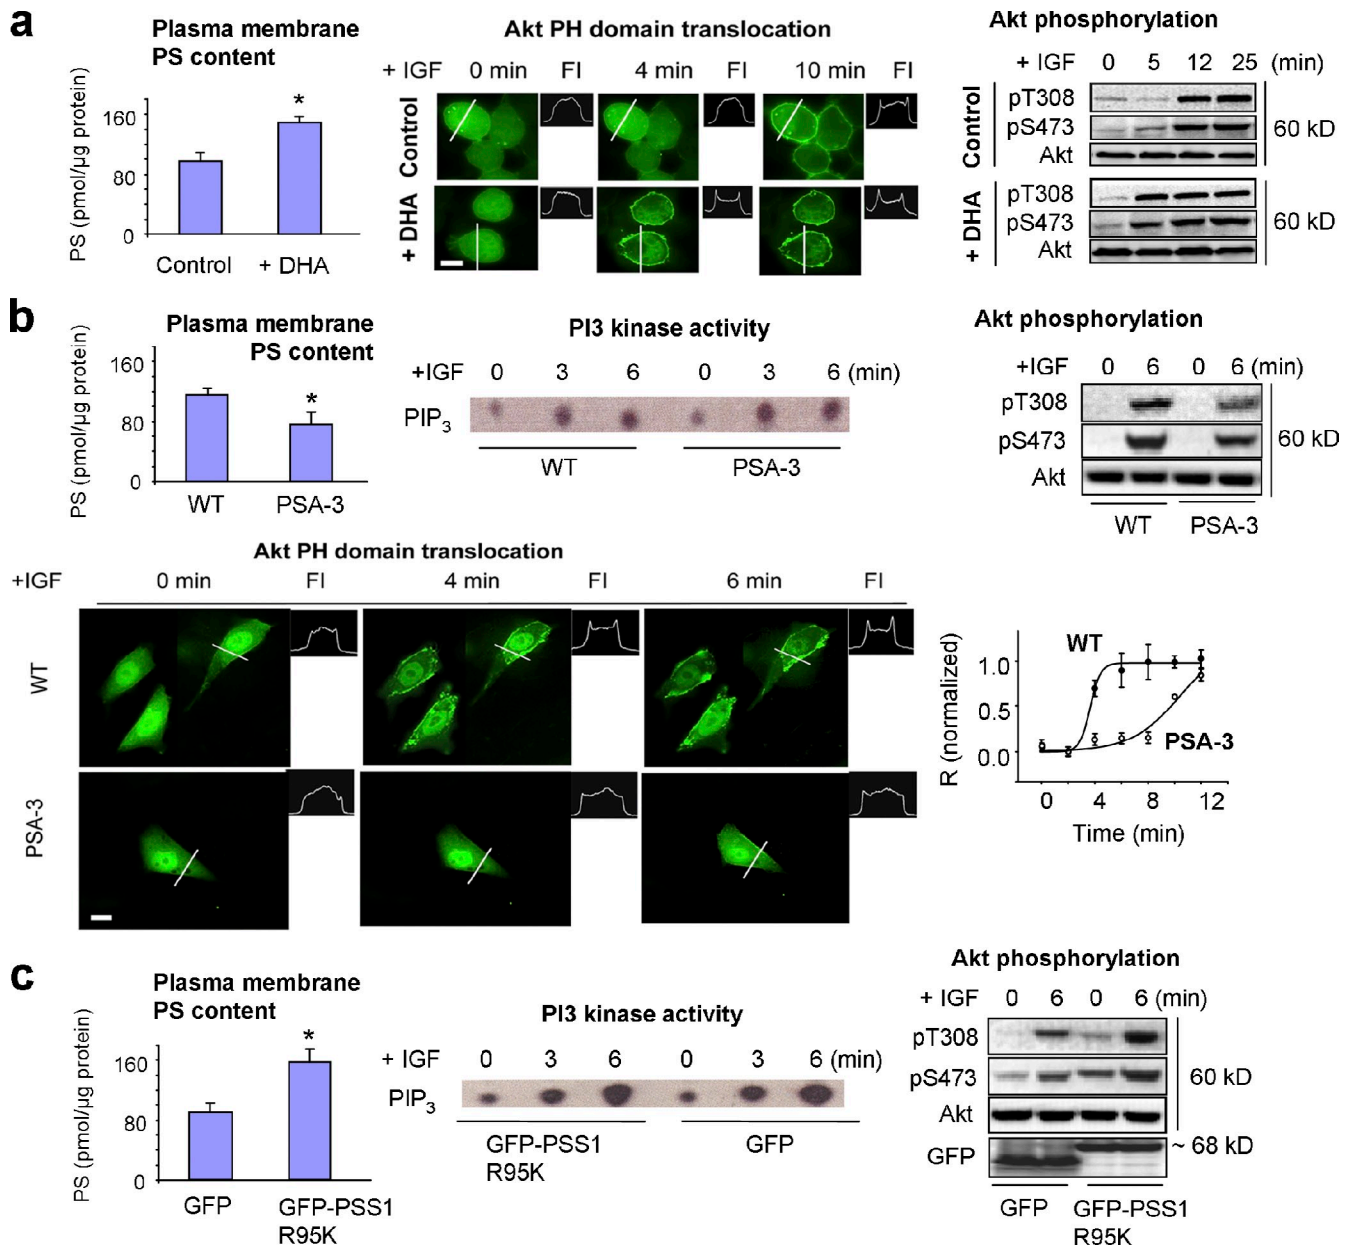 a
Plasma membrane
PS content
PS (pmol/µg protein)
160
80
0
Control + DHA
Akt PH domain translocation
+ IGF 0 min FI 4 min FI 10 min FI
Control
+ DHA
Akt phosphorylation
+ IGF 0 5 12 25 (min)
Control
pT308
pS473
Akt
60 kD
+ DHA
pT308
pS473
Akt
60 kD
b
Plasma membrane
PS content
PS (pmol/µg protein)
160
80
0
WT PSA-3
PI3 kinase activity
+IGF 0 3 6 0 3 6 (min)
PIP3
WT PSA-3
Akt phosphorylation
+IGF 0 6 0 6 (min)
pT308
pS473
Akt
60 kD
WT PSA-3
Akt PH domain translocation
+IGF 0 min FI 4 min FI 6 min FI
WT
PSA-3
R (normalized)
1.0
0.5
0.0
WT
PSA-3
0 4 8 12
Time (min)
c
Plasma membrane
PS content
PS (pmol/µg protein)
160
80
0
*
GFP GFP-PSS1
R95K
PI3 kinase activity
+ IGF 0 3 6 0 3 6 (min)
PIP3
GFP-PSS1 GFP
R95K
Akt phosphorylation
+ IGF 0 6 0 6 (min)
pT308
pS473
Akt
60 kD
GFP
~ 68 kD
GFP GFP-PSS1
R95K